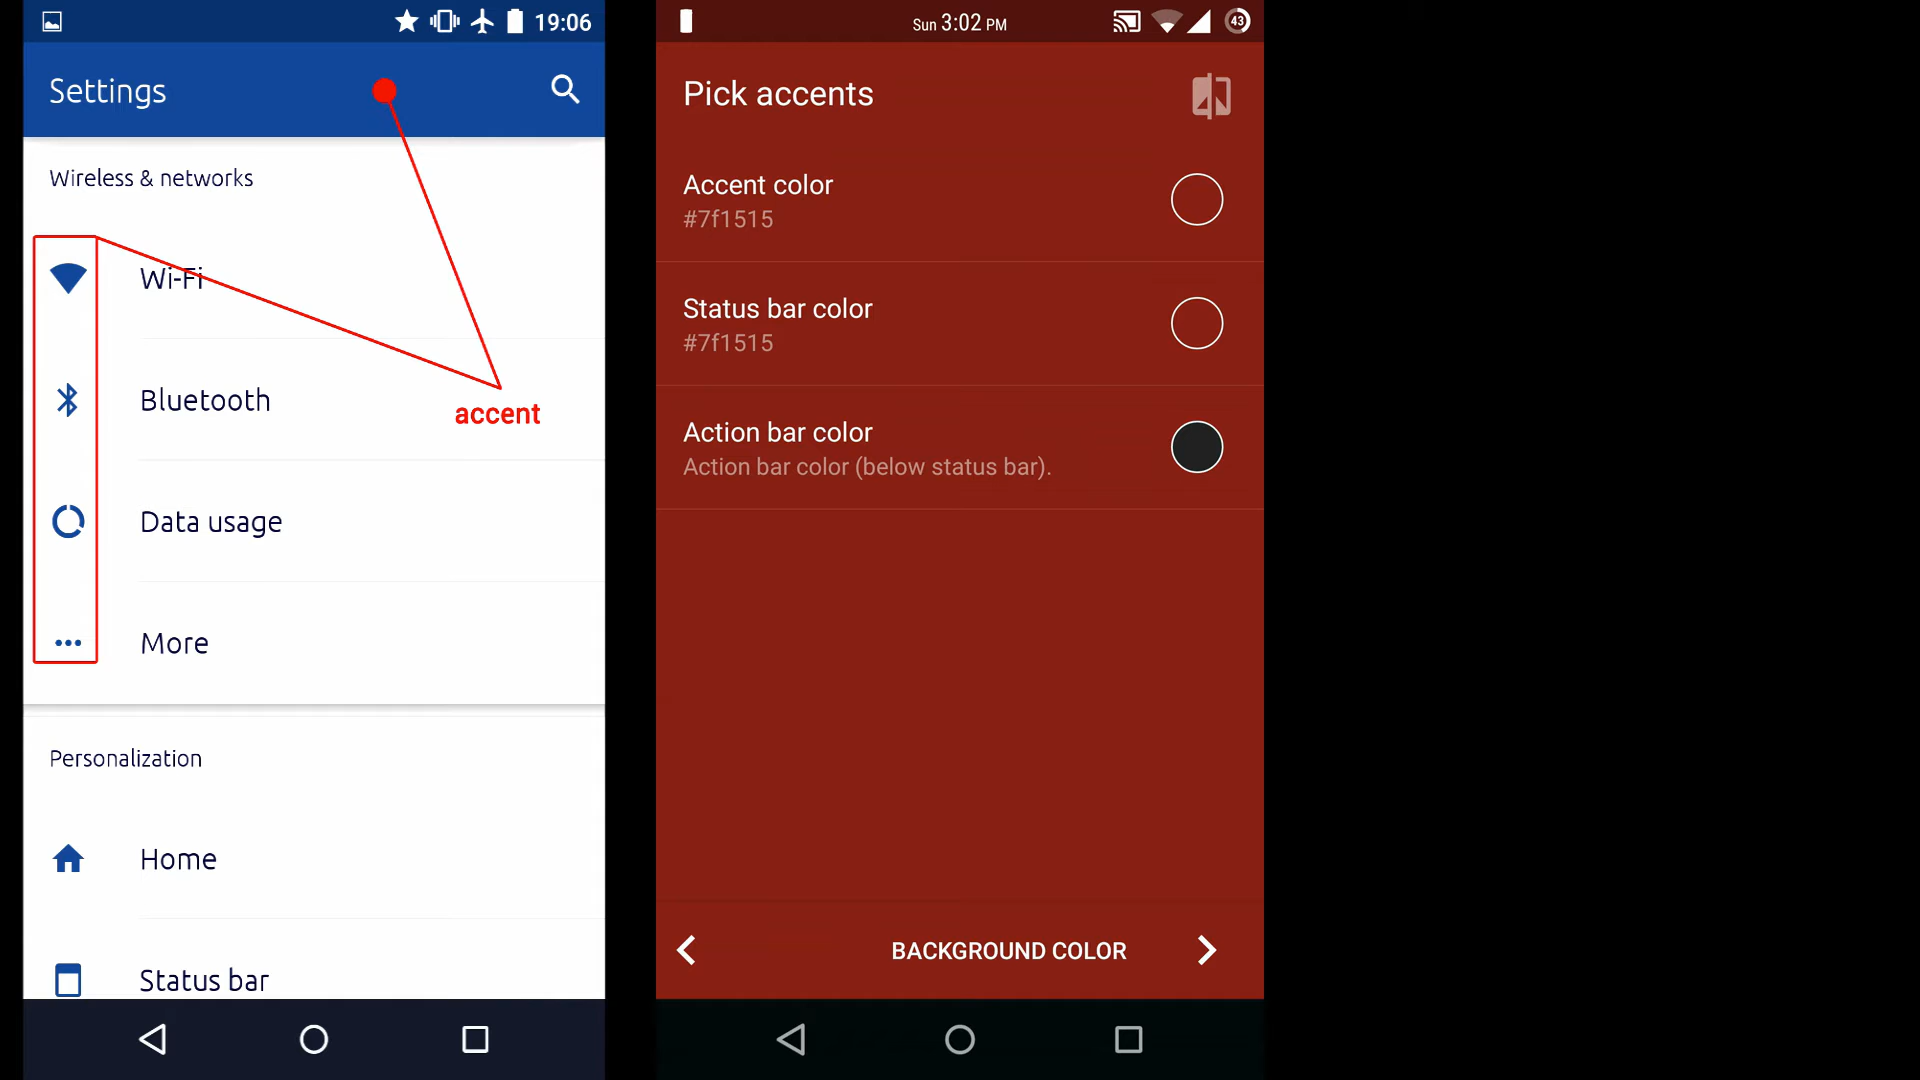 19:06
Settings
Wireless & networks
Wi-Fi
Bluetooth
accent
Data usage
More
Personalization
Home
Status bar
Sun 3:02 PM
43
Pick accents
Accent color
#7f1515
Status bar color
#7f1515
Action bar color
Action bar color (below status bar).
BACKGROUND COLOR